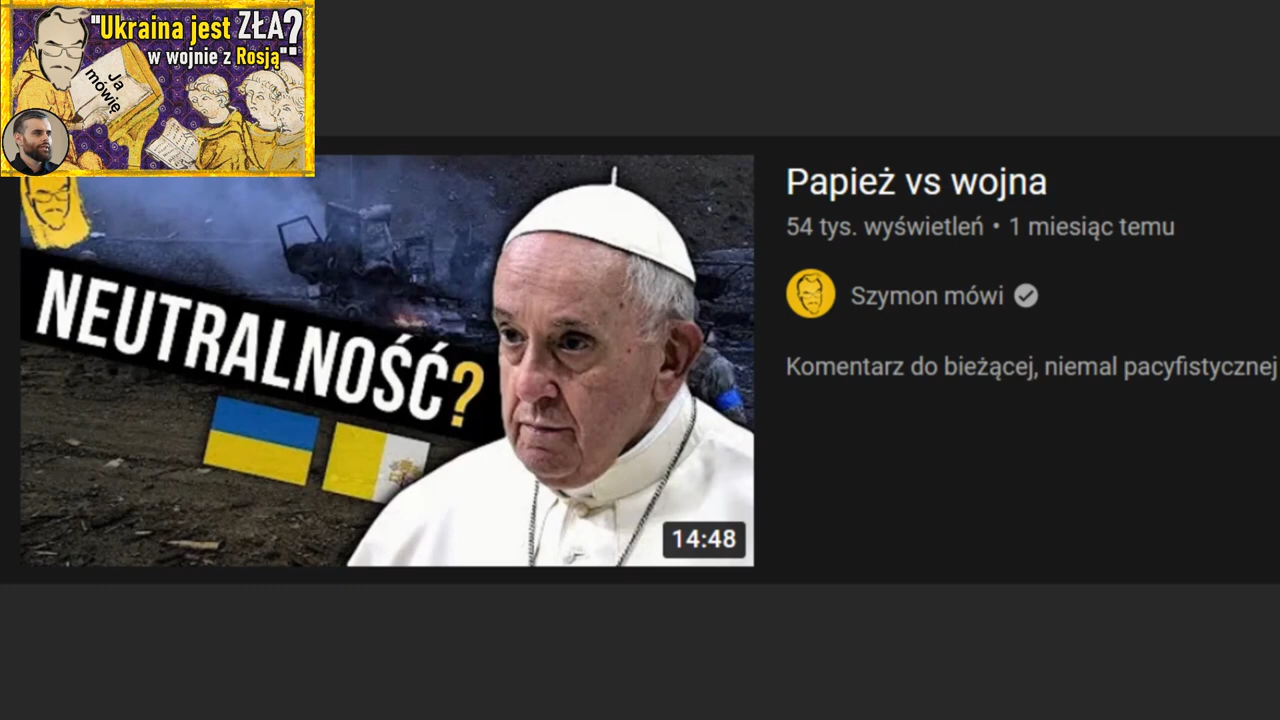 "Ukraina jest ZŁA?
w wojnie z Rosją"
Ja
mówię
NEUTRALNOŚĆ?
14:48
Papież vs wojna
54 tys. wyświetleń • 1 miesiąc temu
Szymon mówi
Komentarz do bieżącej, niemal pacyfistycznej